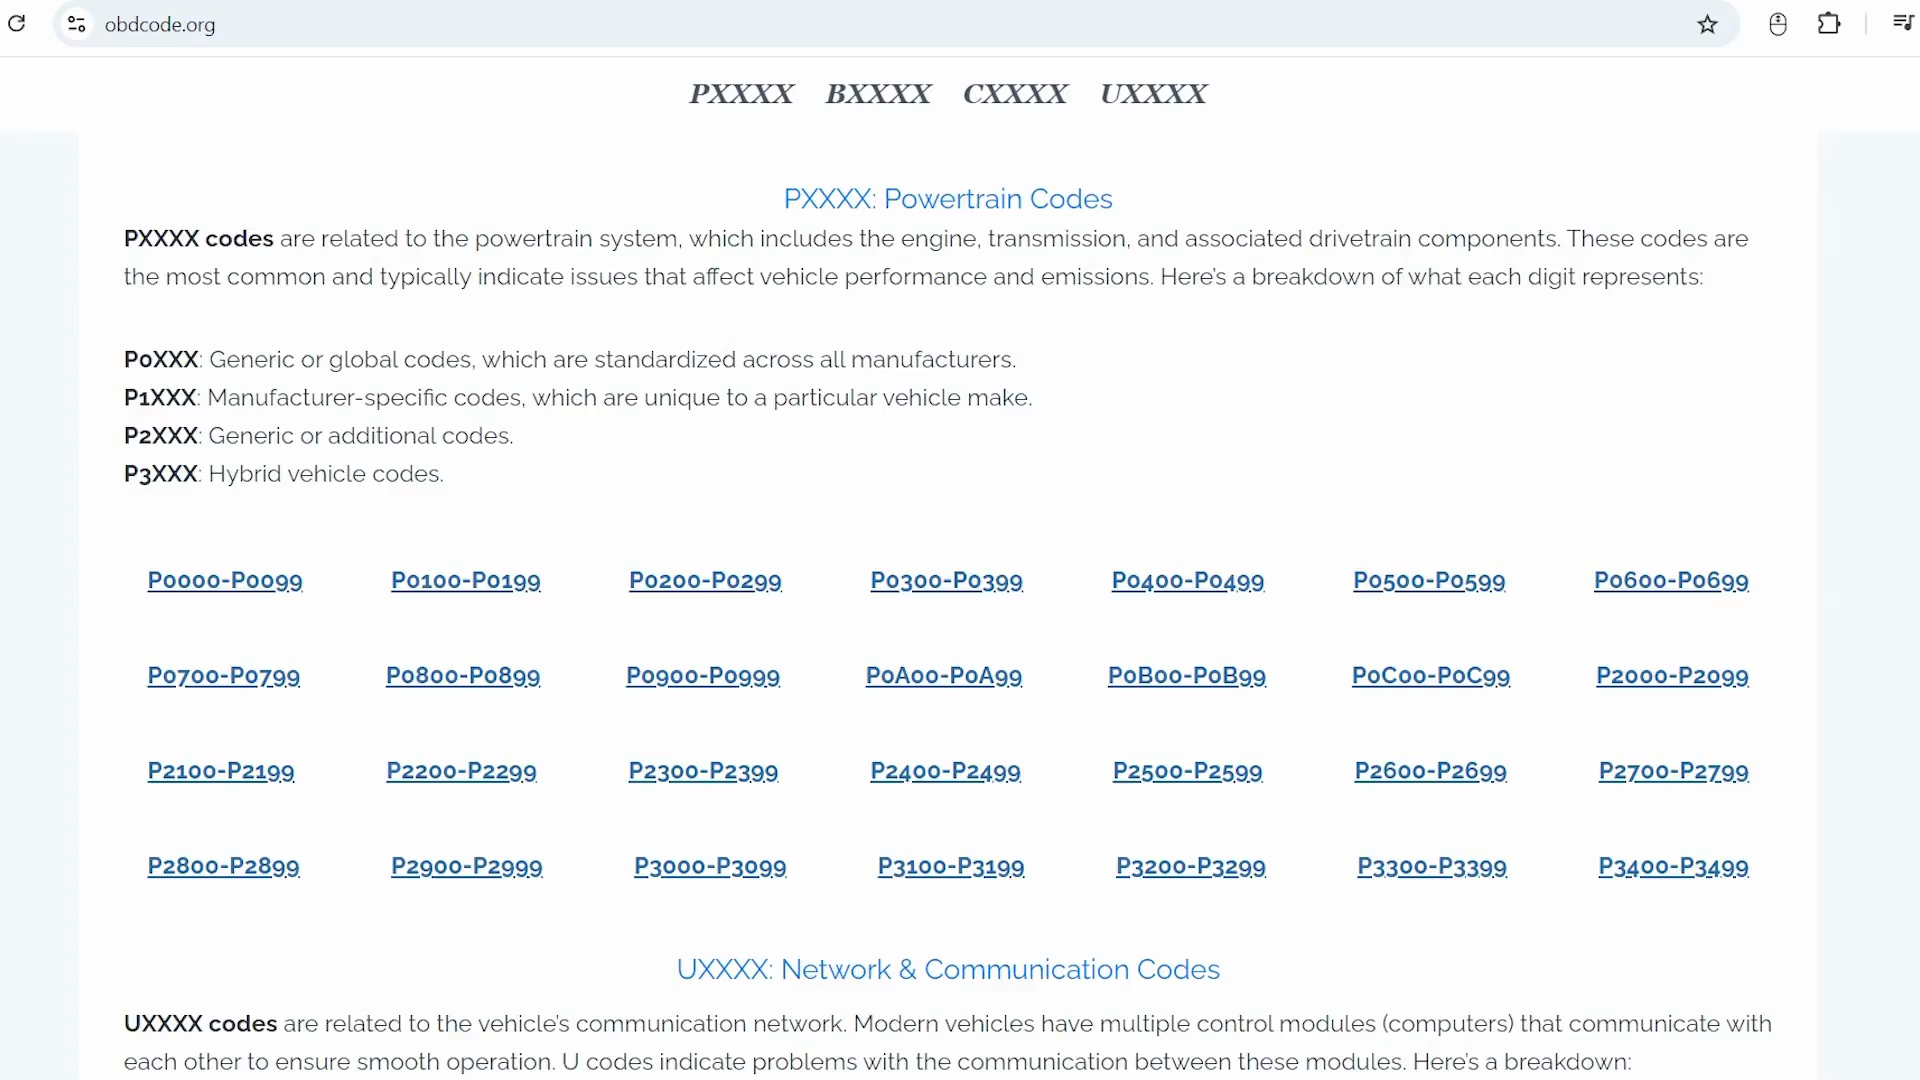 obdcode.org
PXXXX BXXXX CXXXX UXXXX
PXXXX: Powertrain Codes
PXXXX codes are related to the powertrain system, which includes the engine, transmission, and associated drivetrain components. These codes are
the most common and typically indicate issues that affect vehicle performance and emissions. Here's a breakdown of what each digit represents:
P0XXX: Generic or global codes, which are standardized across all manufacturers.
P1XXX: Manufacturer-specific codes, which are unique to a particular vehicle make.
P2XXX: Generic or additional codes.
P3XXX: Hybrid vehicle codes.
P0000-P0099 P0100-P0199 P0200-P0299 P0300-P0399 P0400-P0499 P0500-P0599 P0600-P0699
P0700-P0799 P0800-P0899 P0900-P0999 P0A00-P0A99 P0B00-P0B99 P0C00-P0C99 P2000-P2099
P2100-P2199 P2200-P2299 P2300-P2399 P2400-P2499 P2500-P2599 P2600-P2699 P2700-P2799
P2800-P2899 P2900-P2999 P3000-P3099 P3100-P3199 P3200-P3299 P3300-P3399 P3400-P3499
UXXXX: Network & Communication Codes
UXXXX codes are related to the vehicle's communication network. Modern vehicles have multiple control modules (computers) that communicate with
each other to ensure smooth operation. U codes indicate problems with the communication between these modules. Here's a breakdown: